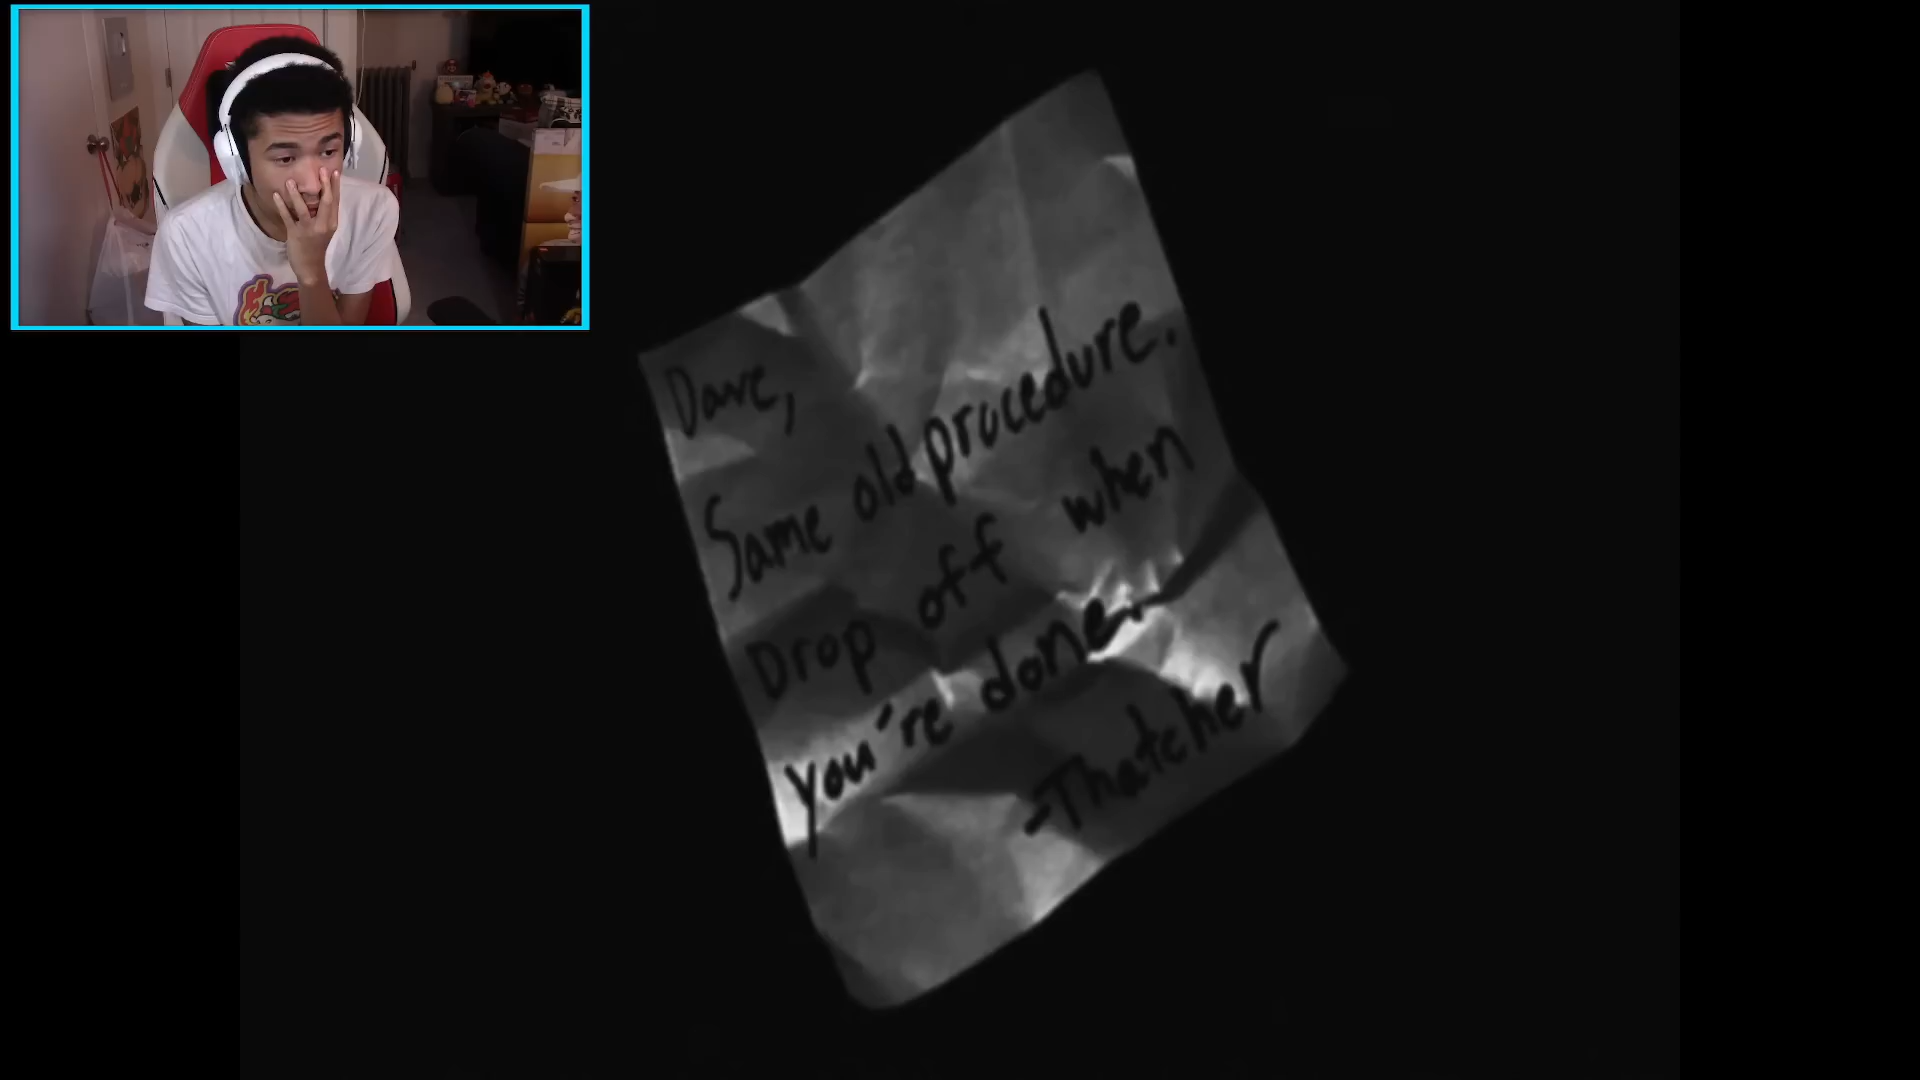 Dave,
Same old procedure.
Drop off when
you're done.
-Thatcher